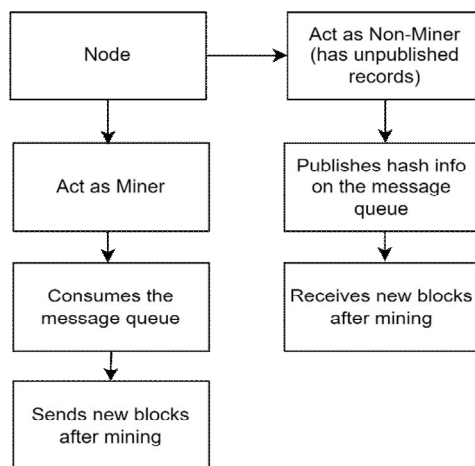 Node
Act as Non-Miner
(has unpublished
records)
Act as Miner
Publishes hash info
on the message
queue
Consumes the
message queue
Receives new blocks
after mining
Sends new blocks
after mining